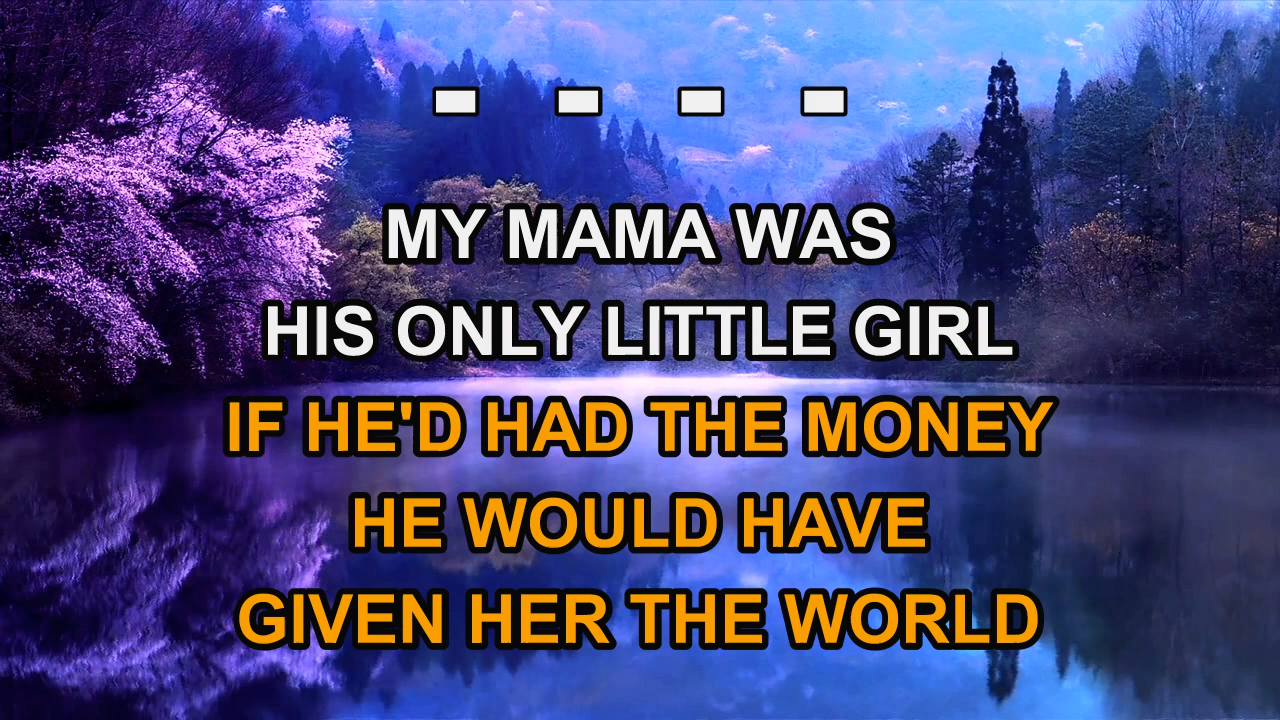 - - - -
MY MAMA WAS
HIS ONLY LITTLE GIRL
IF HE'D HAD THE MONEY
HE WOULD HAVE
GIVEN HER THE WORLD